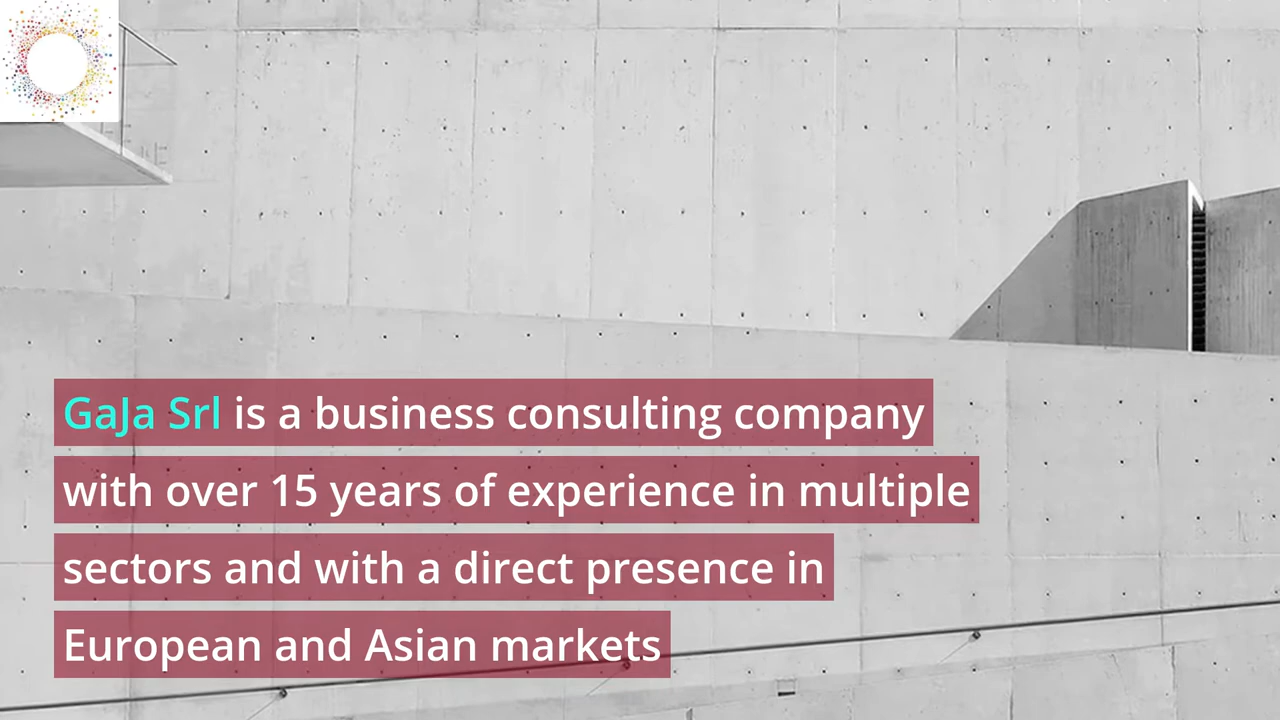 GaJa Srl is a business consulting company
with over 15 years of experience in multiple
sectors and with a direct presence in
European and Asian markets